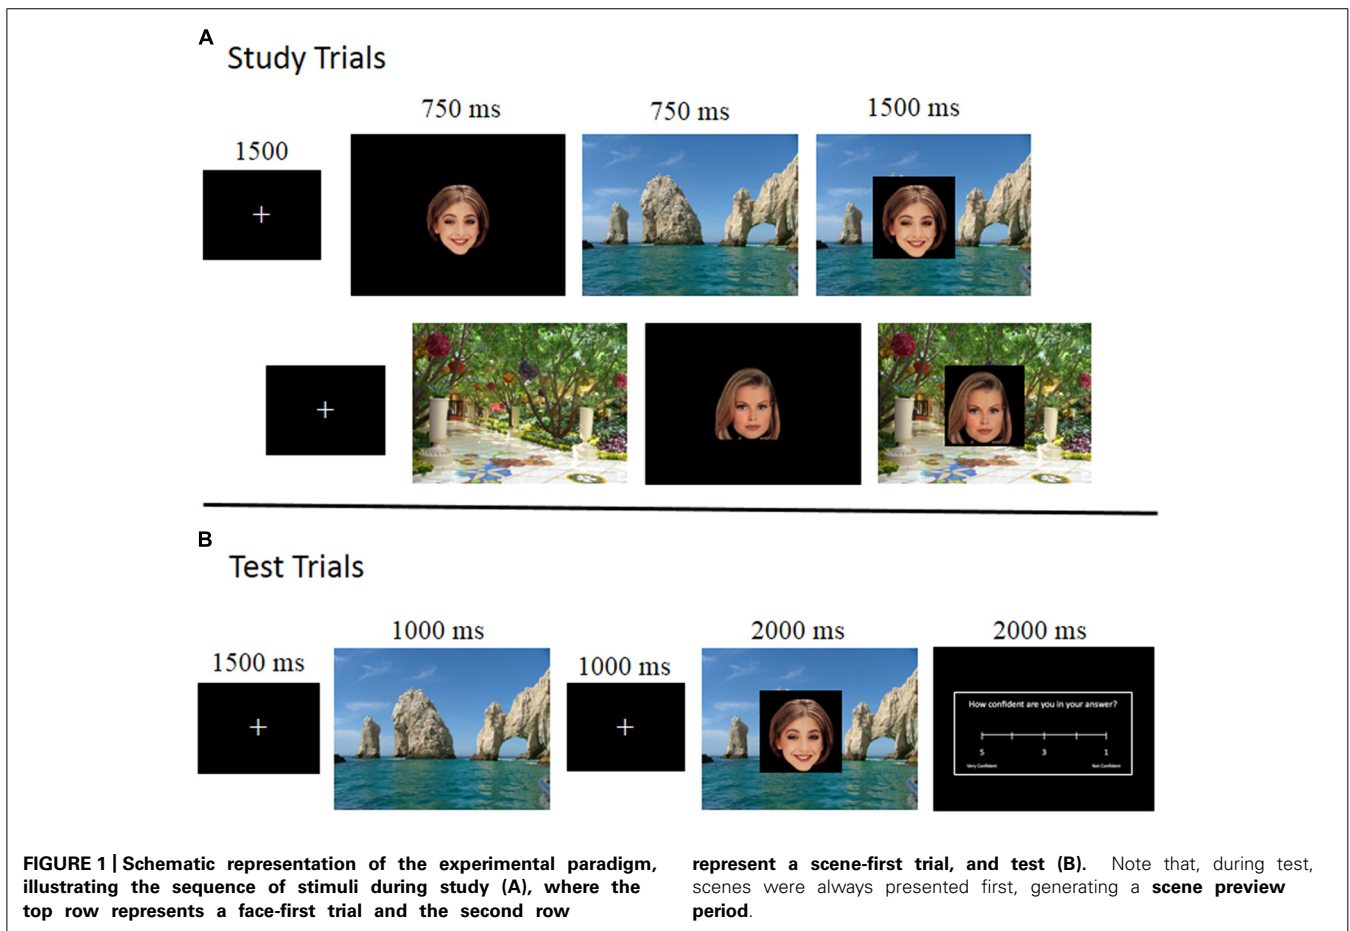 A
Study Trials
750 ms
750 ms
1500 ms
1500
B
Test Trials
1000 ms
2000 ms
2000 ms
1500 ms
1000 ms
How confident are you in your answer?
5 3 1
Very Confident Not Confident
FIGURE 1 | Schematic representation of the experimental paradigm,
illustrating the sequence of stimuli during study (A), where the
top row represents a face-first trial and the second row
represent a scene-first trial, and test (B). Note that, during test,
scenes were always presented first, generating a scene preview
period.